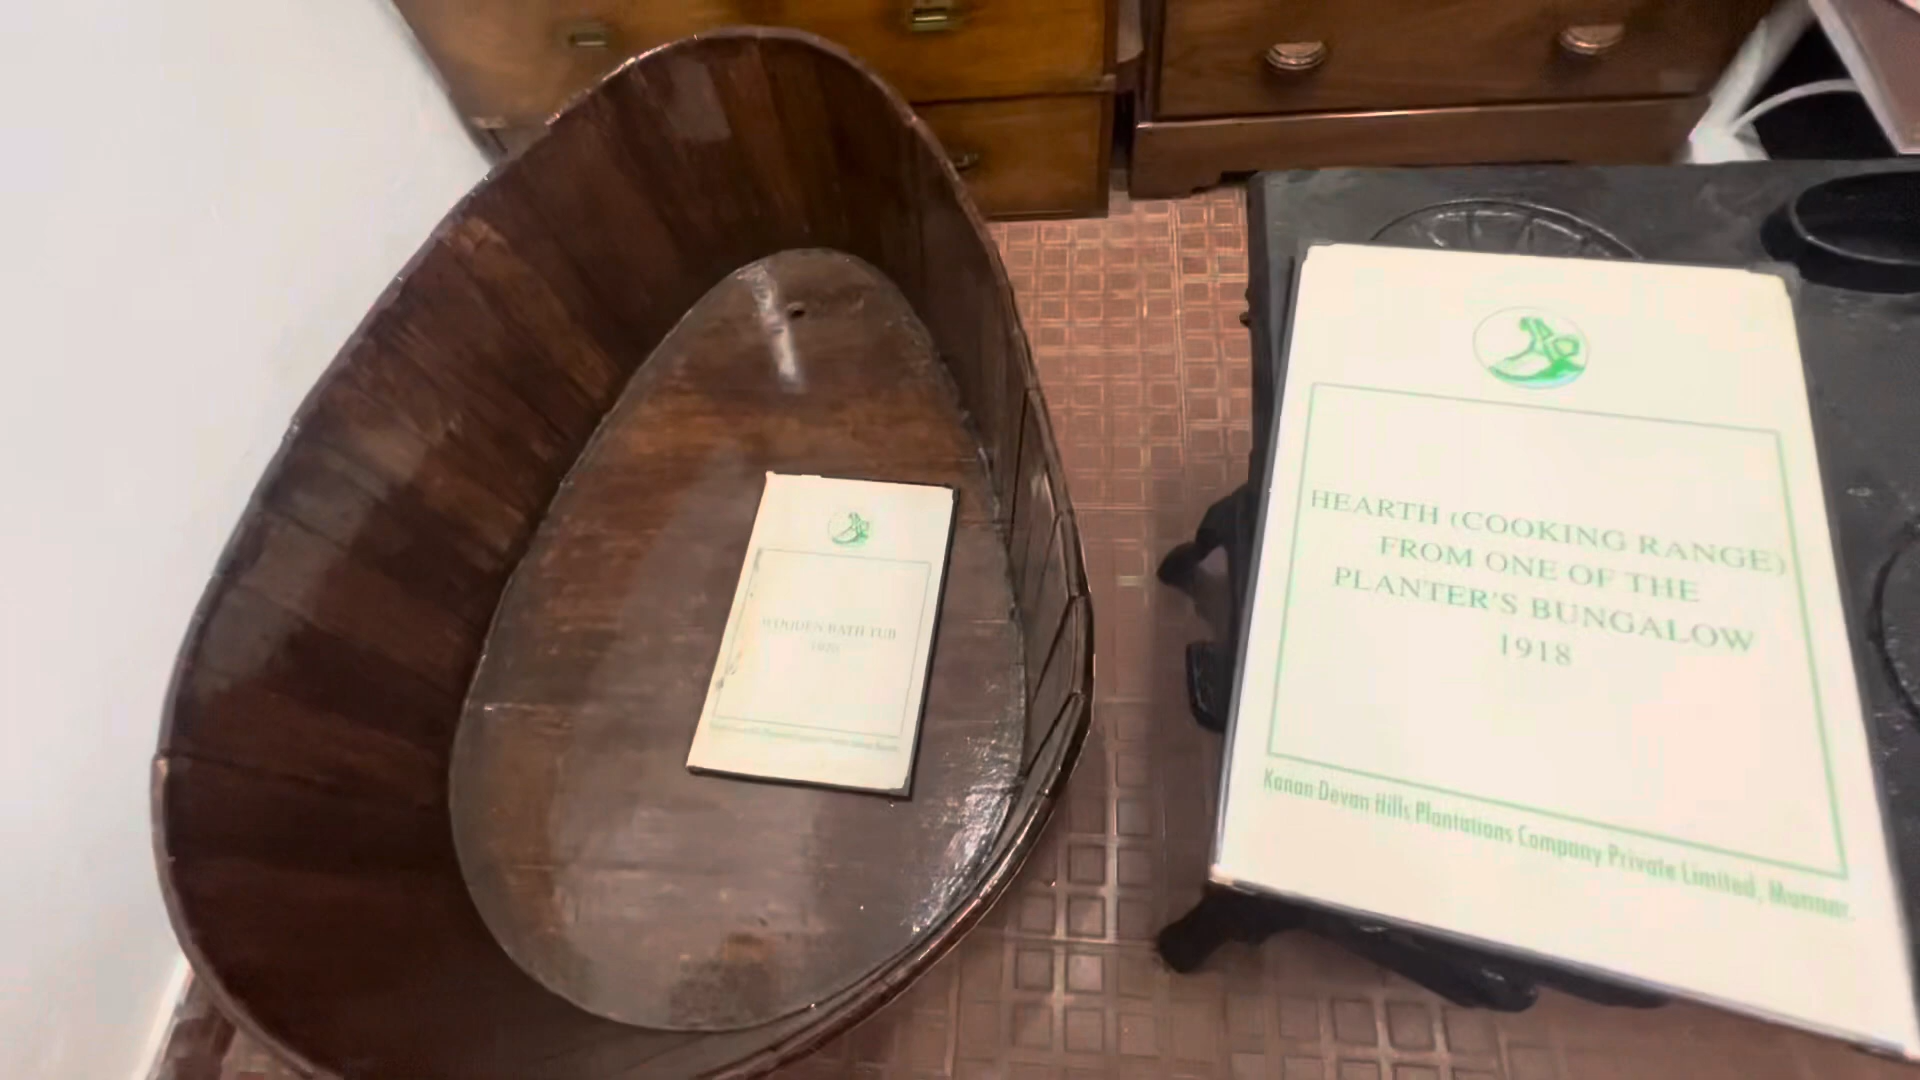 WOODEN BATH TUB
HEARTH (COOKING RANGE)
FROM ONE OF THE
PLANTER'S BUNGALOW
1918
Kanan Devan Hills Plantations Company Private Limited, Munnar.